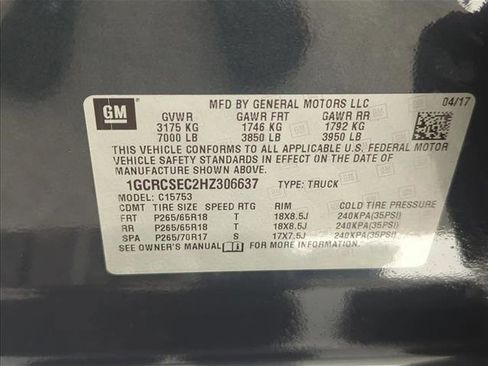 GM
MFD BY GENERAL MOTORS LLC 04/17
GVWR GAWR FRT GAWR RR
3175 KG 1746 KG 1792 KG
7000 LB 3850 LB 3950 LB
THIS VEHICLE CONFORMS TO ALL APPLICABLE U.S. FEDERAL MOTOR
VEHICLE SAFETY STANDARDS IN EFFECT ON THE DATE OF
MANUFACTURE SHOWN ABOVE.
1GCRCSEC2HZ306637 TYPE: TRUCK
MODEL: C15753
CDMT TIRE SIZE SPEED RTG RIM COLD TIRE PRESSURE
FRT P265/65R18 T 18X8.5J 240KPA(35PSI)
RR P265/65R18 T 18X8.5J 240KPA(35PSI)
SPA P265/70R17 S 17X7.5J 240KPA(35PSI)
SEE OWNER'S MANUAL FOR MORE INFORMATION.